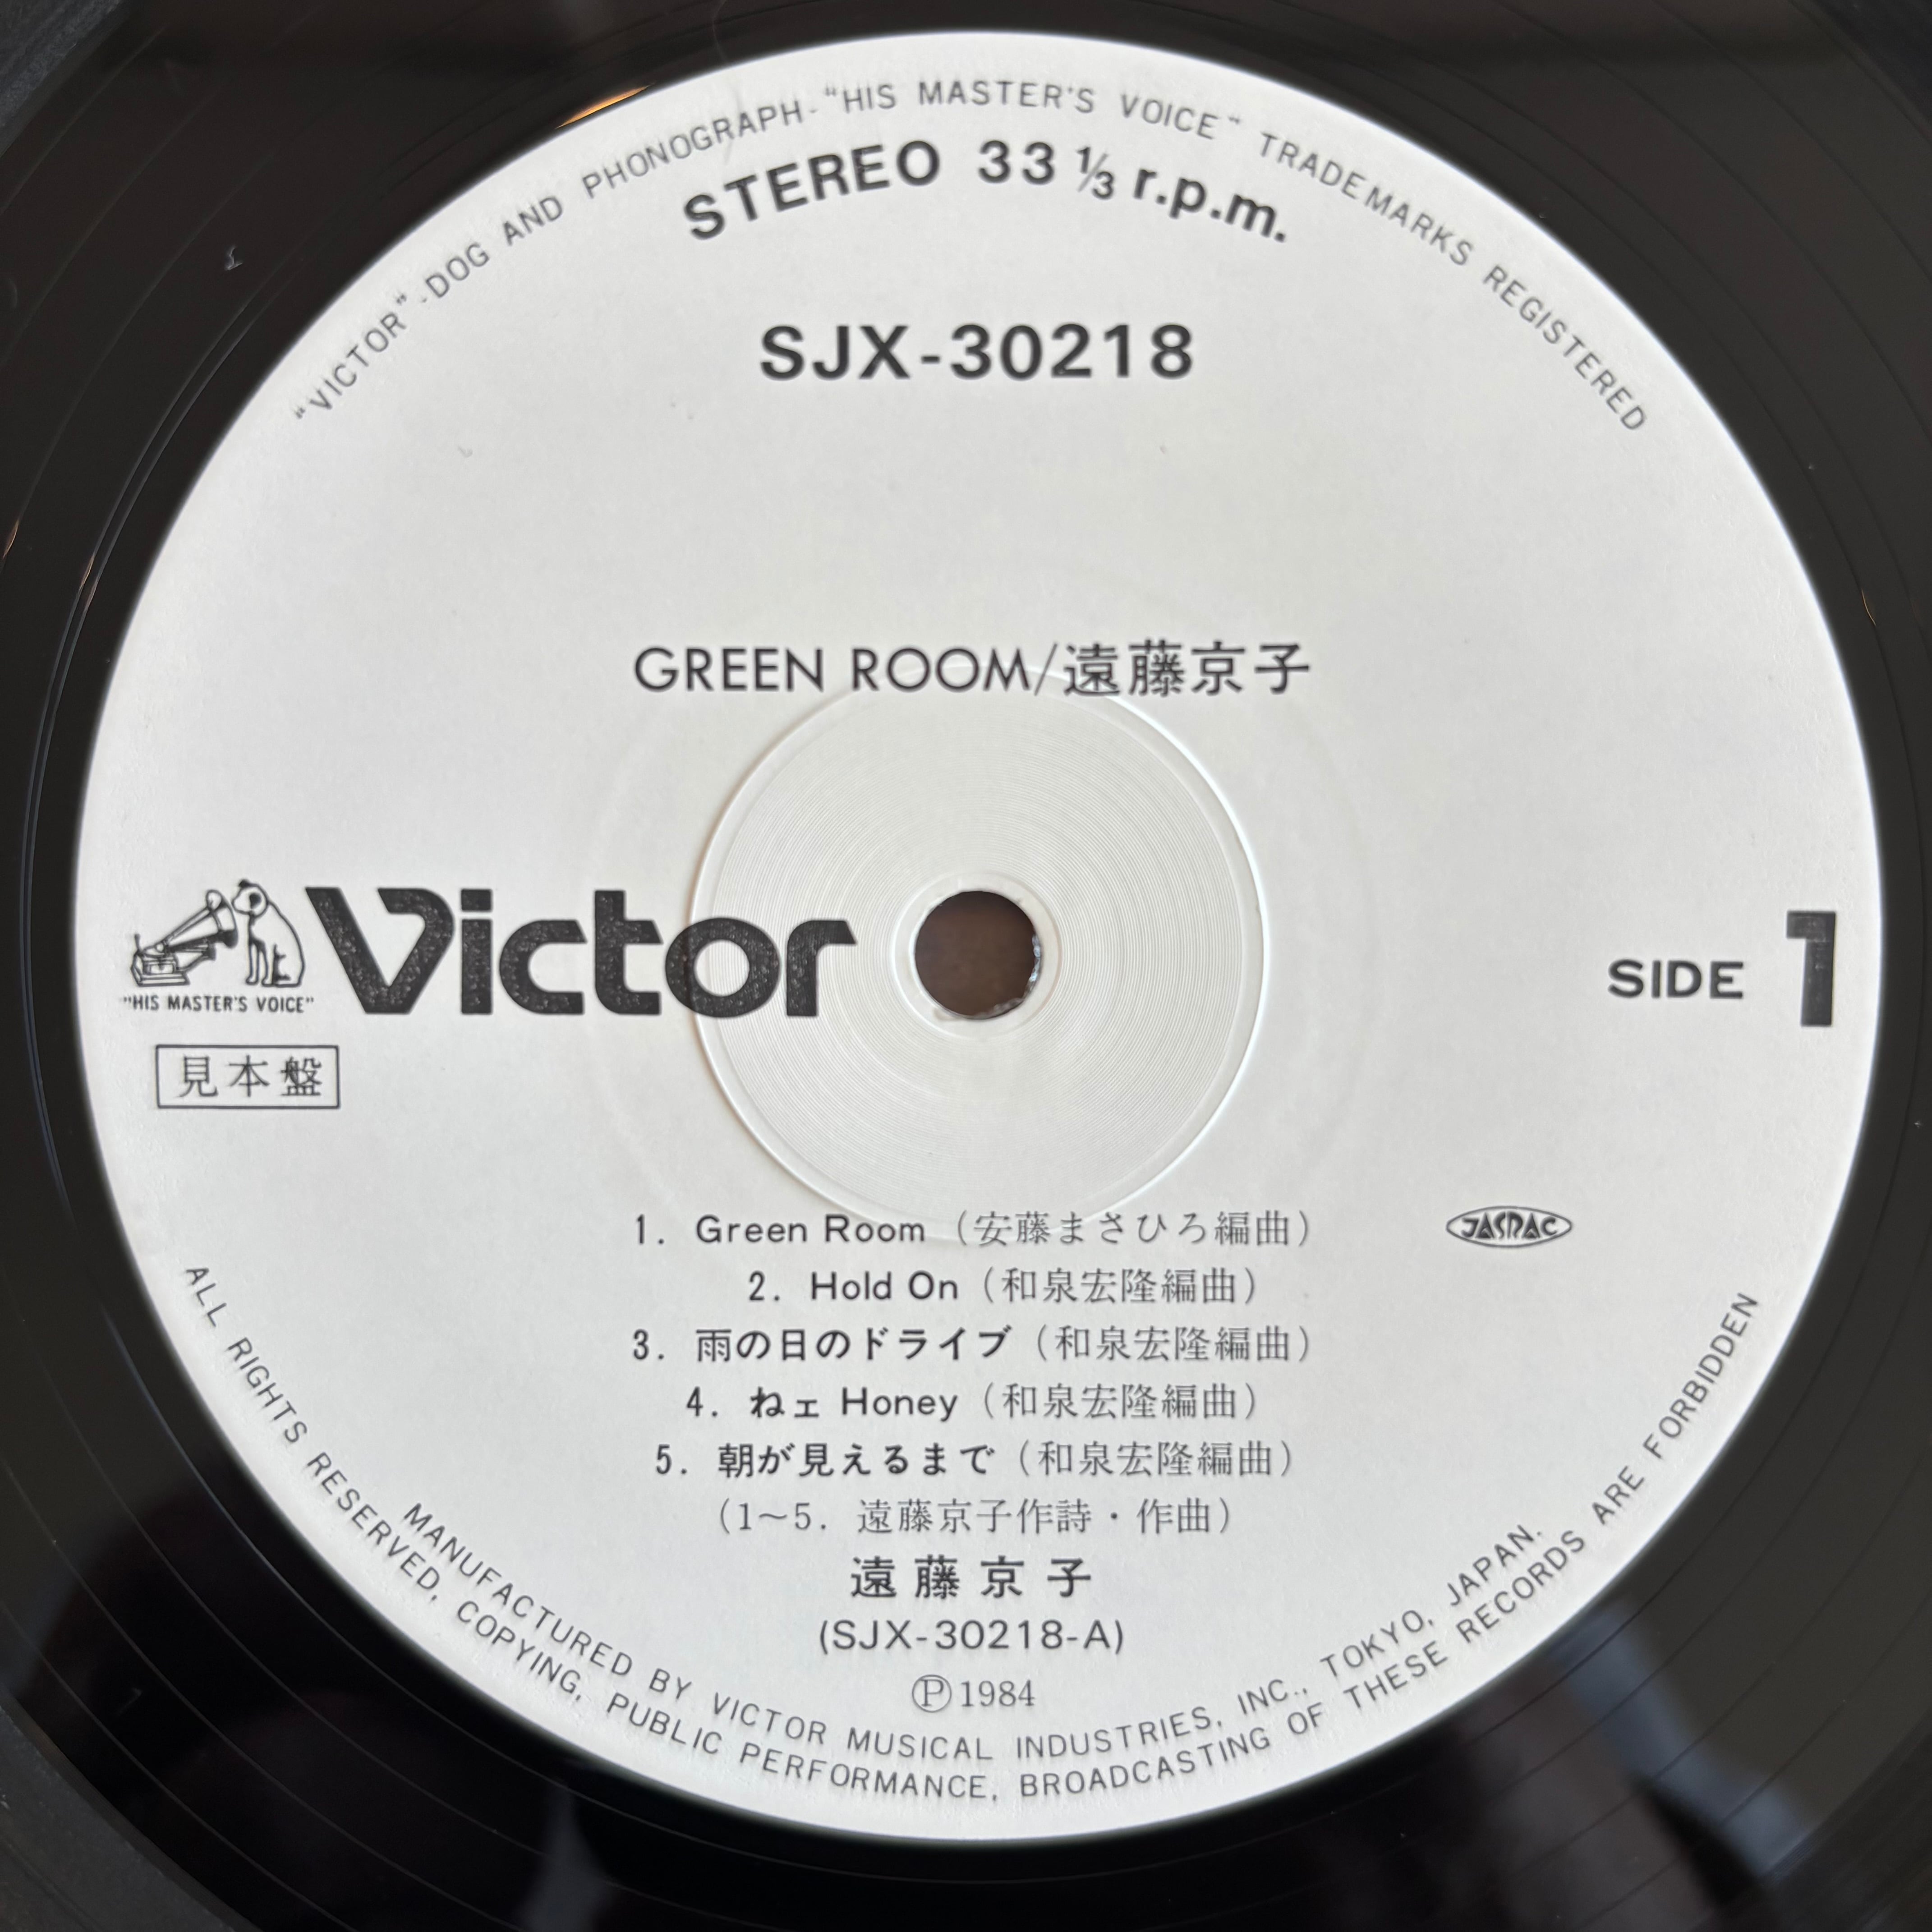 "VICTOR"-DOG AND PHONOGRAPH-"HIS MASTER'S VOICE" TRADEMARKS REGISTERED
STEREO 33 ⅓ r.p.m.
SJX-30218
GREEN ROOM/遠藤京子
Victor
"HIS MASTER'S VOICE"
SIDE 1
見本盤
1. Green Room（安藤まさひろ編曲）
JASRAC
2. Hold On（和泉宏隆編曲）
3. 雨の日のドライブ（和泉宏隆編曲）
4. ねェ Honey（和泉宏隆編曲）
5. 朝が見えるまで（和泉宏隆編曲）
（1～5. 遠藤京子作詩・作曲）
遠藤京子
(SJX-30218-A)
Ⓟ1984
MANUFACTURED BY VICTOR MUSICAL INDUSTRIES, INC., TOKYO, JAPAN.
ALL RIGHTS RESERVED, COPYING, PUBLIC PERFORMANCE, BROADCASTING OF THESE RECORDS ARE FORBIDDEN